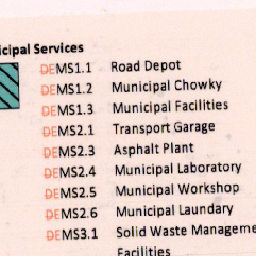 icipal Services
DEMS1.1 Road Depot
DEMS1.2 Municipal Chowky
DEMS1.3 Municipal Facilities
DEMS2.1 Transport Garage
DEMS2.3 Asphalt Plant
DEMS2.4 Municipal Laboratory
DEMS2.5 Municipal Workshop
DEMS2.6 Municipal Laundary
DEMS3.1 Solid Waste Manageme
Facilities